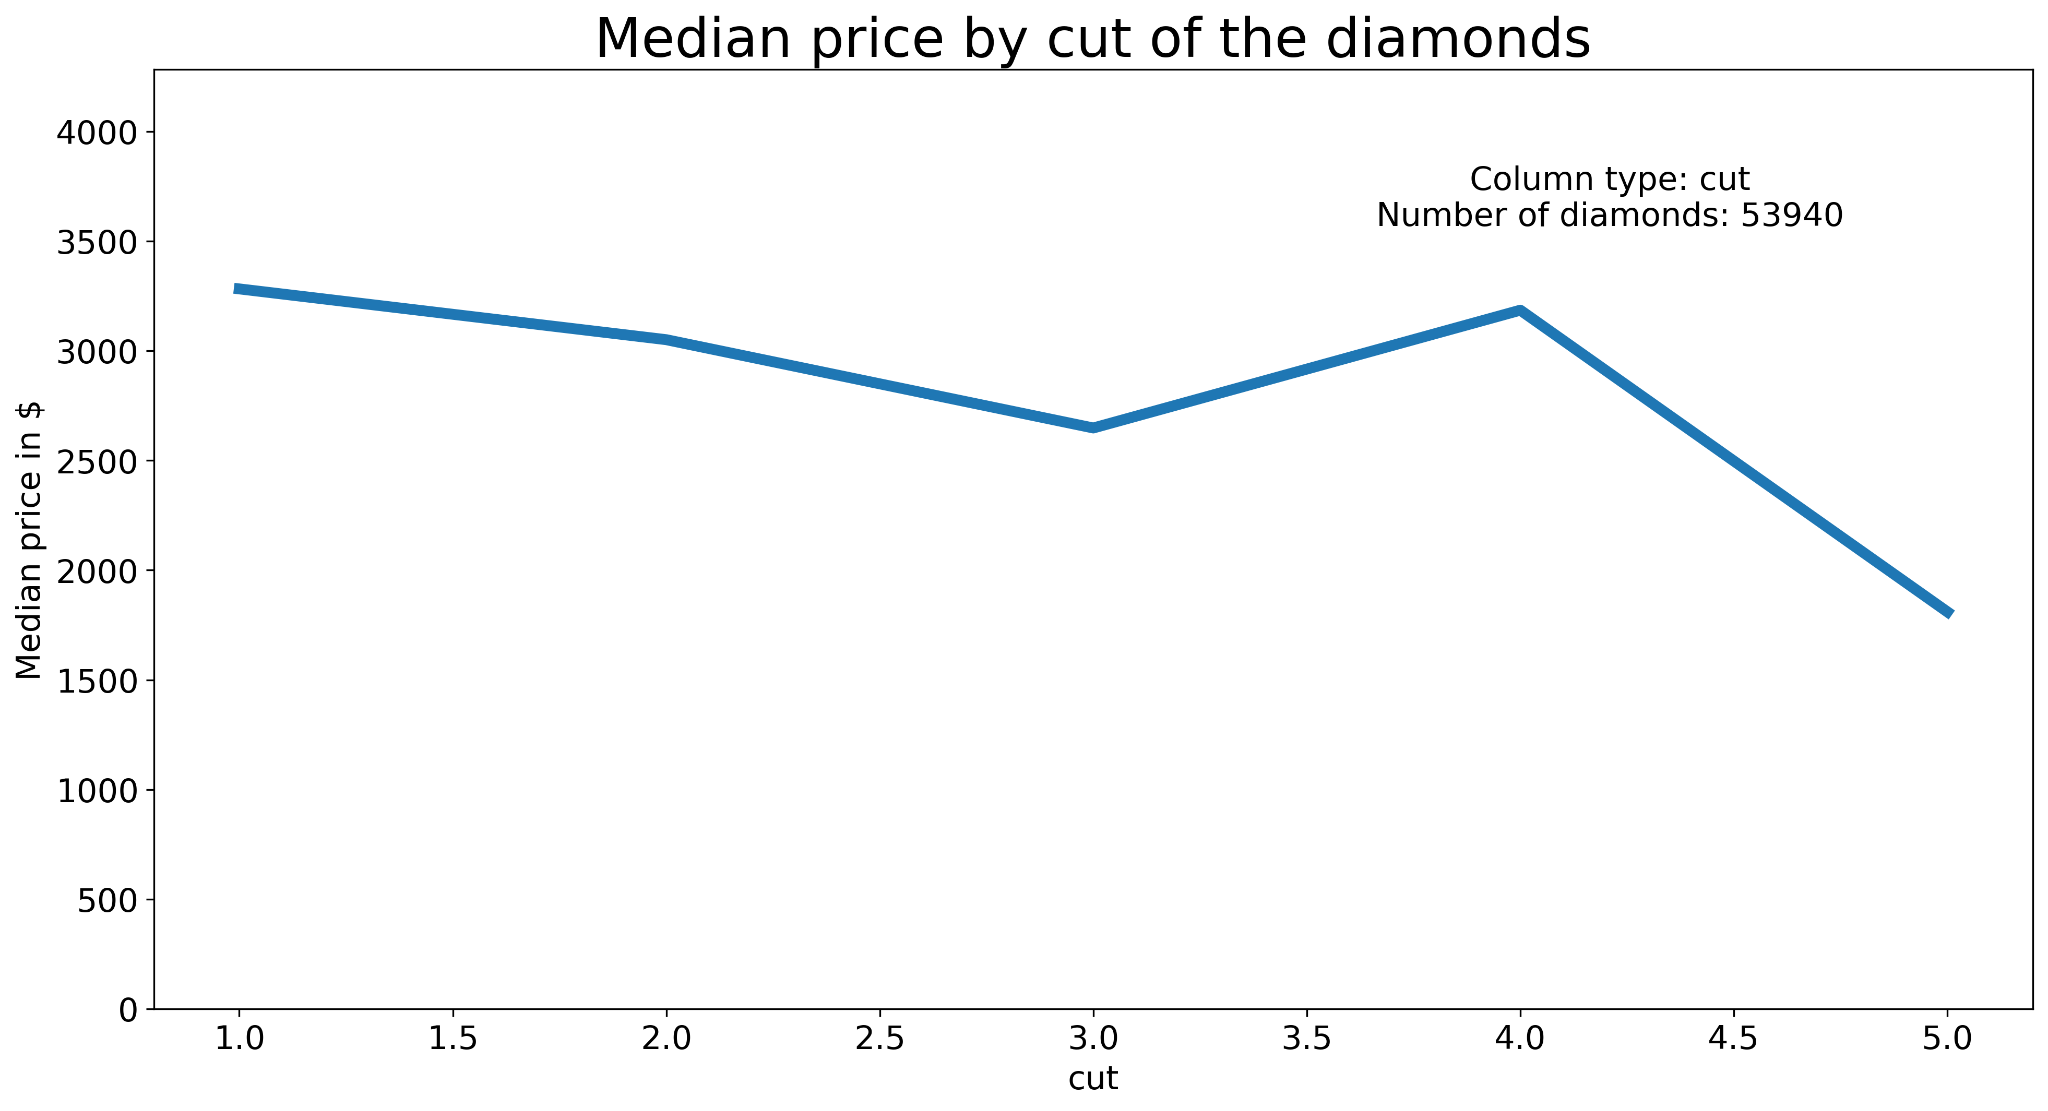 Median price by cut of the diamonds
4000
3500
3000
2500
2000
1500
1000
500
0
Median price in $
Column type: cut
Number of diamonds: 53940
1.0 1.5 2.0 2.5 3.0 3.5 4.0 4.5 5.0
cut